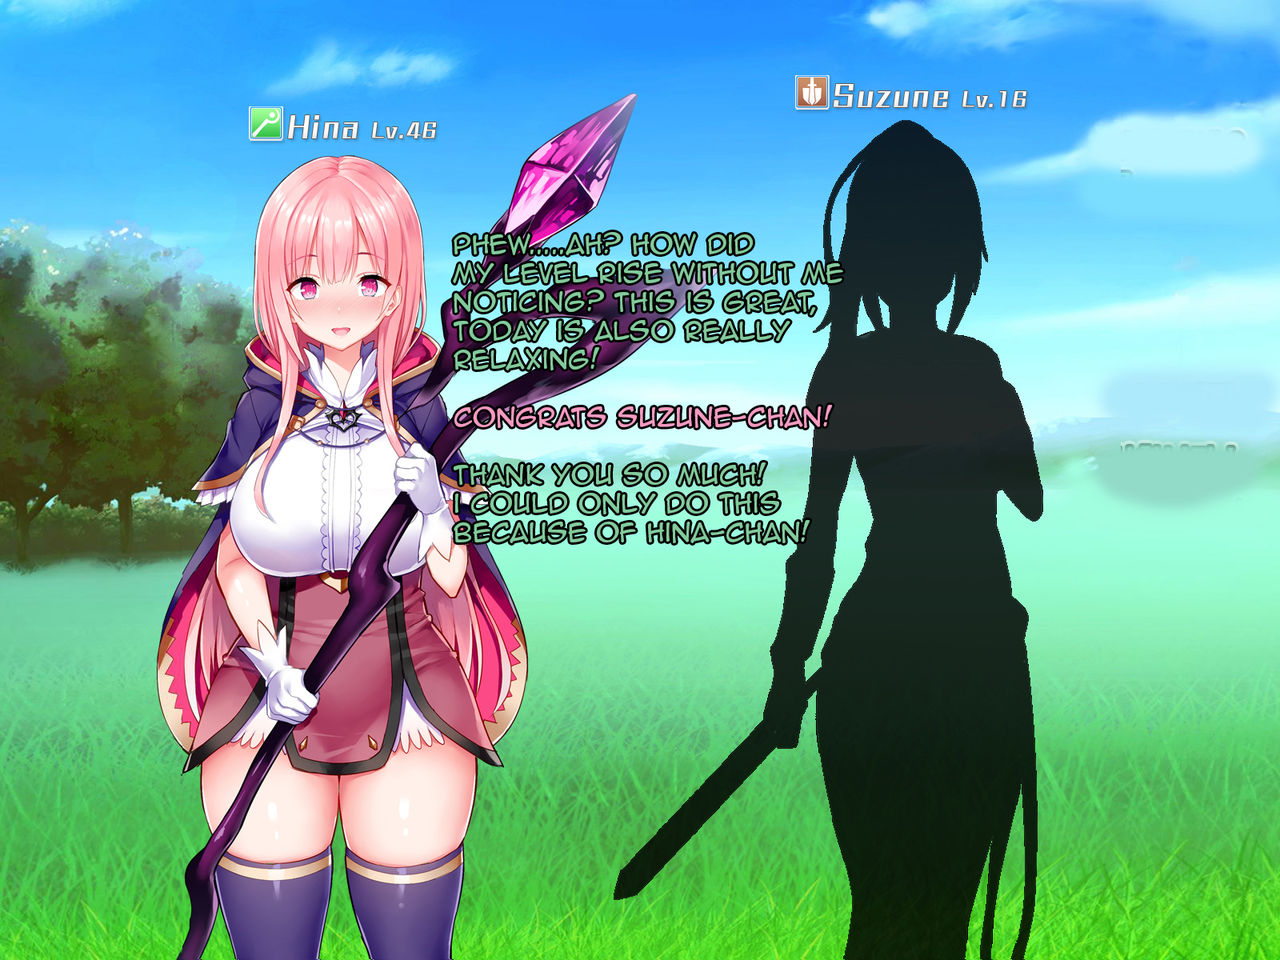 Hina Lv.46
Suzune Lv.16
PHEW.....AH? HOW DID
MY LEVEL RISE WITHOUT ME
NOTICING? THIS IS GREAT,
TODAY IS ALSO REALLY
RELAXING!
CONGRATS SUZUNE-CHAN!
THANK YOU SO MUCH!
I COULD ONLY DO THIS
BECAUSE OF HINA-CHAN!